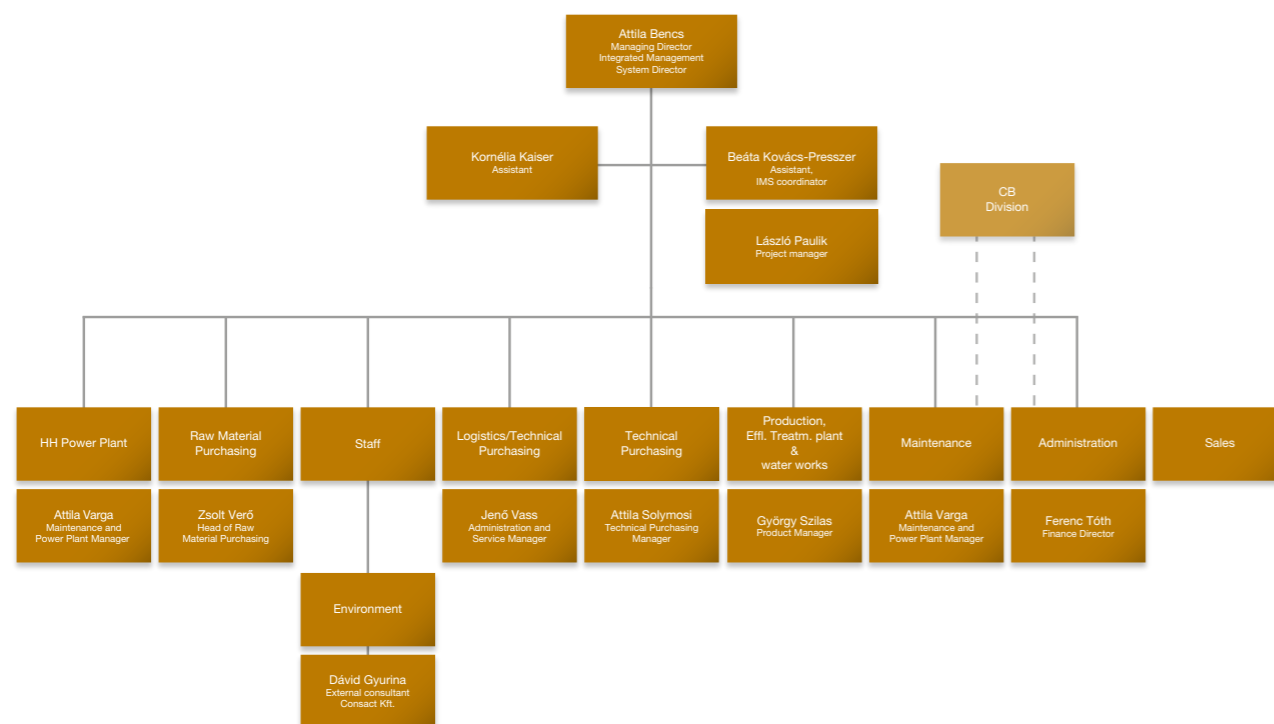 Attila Bencs
Managing Director
Integrated Management
System Director
Kornélia Kaiser
Assistant
Beáta Kovács-Presszer
Assistant,
IMS coordinator
CB
Division
László Paulik
Project manager
HH Power Plant
Raw Material
Purchasing
Staff
Logistics/Technical
Purchasing
Technical
Purchasing
Production,
Effl. Treatm. plant
&
water works
Maintenance
Administration
Sales
Attila Varga
Maintenance and
Power Plant Manager
Zsolt Verő
Head of Raw
Material Purchasing
Jenő Vass
Administration and
Service Manager
Attila Solymosi
Technical Purchasing
Manager
György Szilas
Product Manager
Attila Varga
Maintenance and
Power Plant Manager
Ferenc Tóth
Finance Director
Environment
Dávid Gyurina
External consultant
Consact Kft.